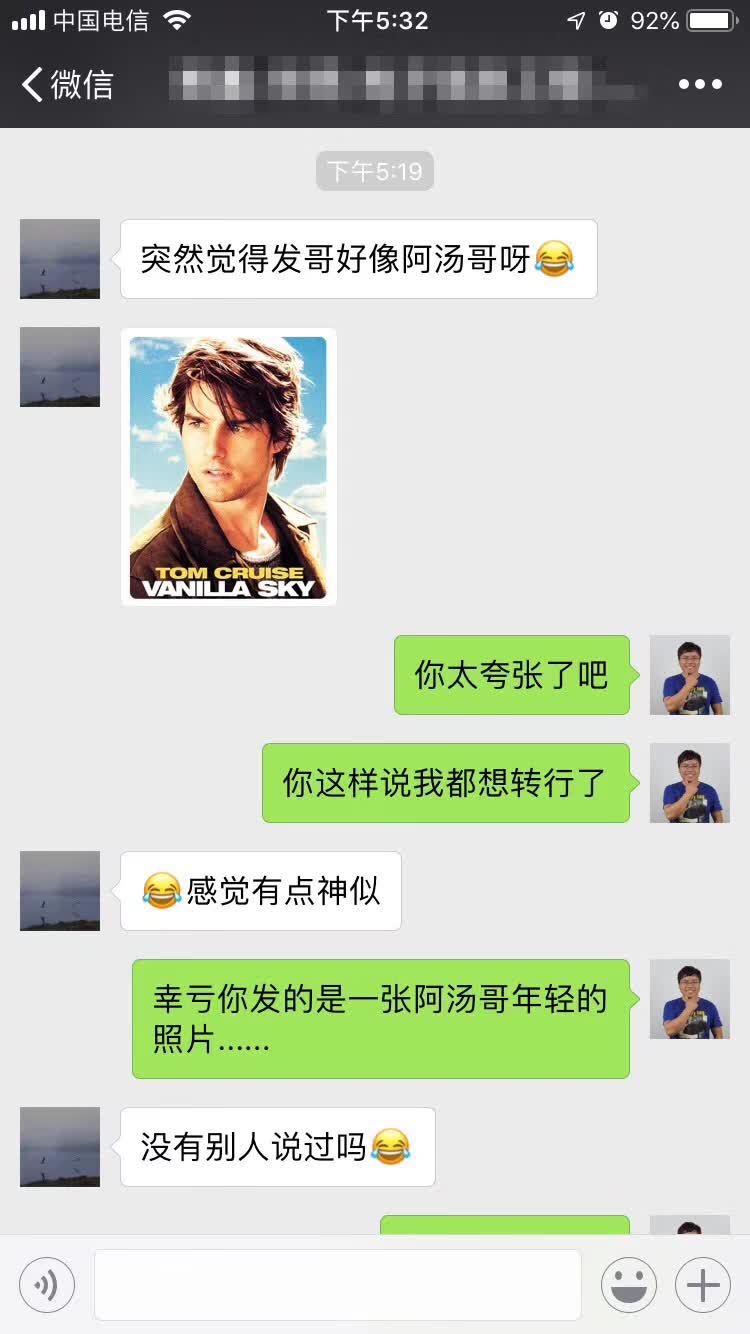 中国电信
下午5:32
92%
微信
下午5:19
突然觉得发哥好像阿汤哥呀😂
TOM CRUISE
VANILLA SKY
你太夸张了吧
你这样说我都想转行了
😂感觉有点神似
幸亏你发的是一张阿汤哥年轻的
照片......
没有别人说过吗😂